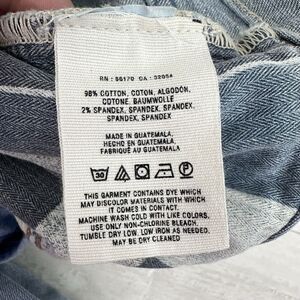 RN : 56170 CA : 32054
98% COTTON, COTON, ALGODÓN,
COTONE, BAUMWOLLE
2% SPANDEX, SPANDEX, SPANDEX,
SPANDEX, SPANDEX
MADE IN GUATEMALA,
HECHO EN GUATEMALA,
FABRIQUÉ AU GUATEMALA
30
THIS GARMENT CONTAINS DYE WHICH
MAY DISCOLOR MATERIALS WITH WHICH
IT COMES IN CONTACT.
MACHINE WASH COLD WITH LIKE COLORS,
USE ONLY NON-CHLORINE BLEACH
TUMBLE DRY LOW. LOW IRON AS NEEDED
MAY BE DRY CLEANED